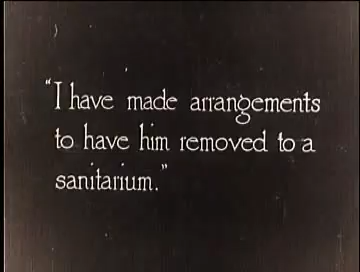 "I have made arrangements
to have him removed to a
sanitarium."